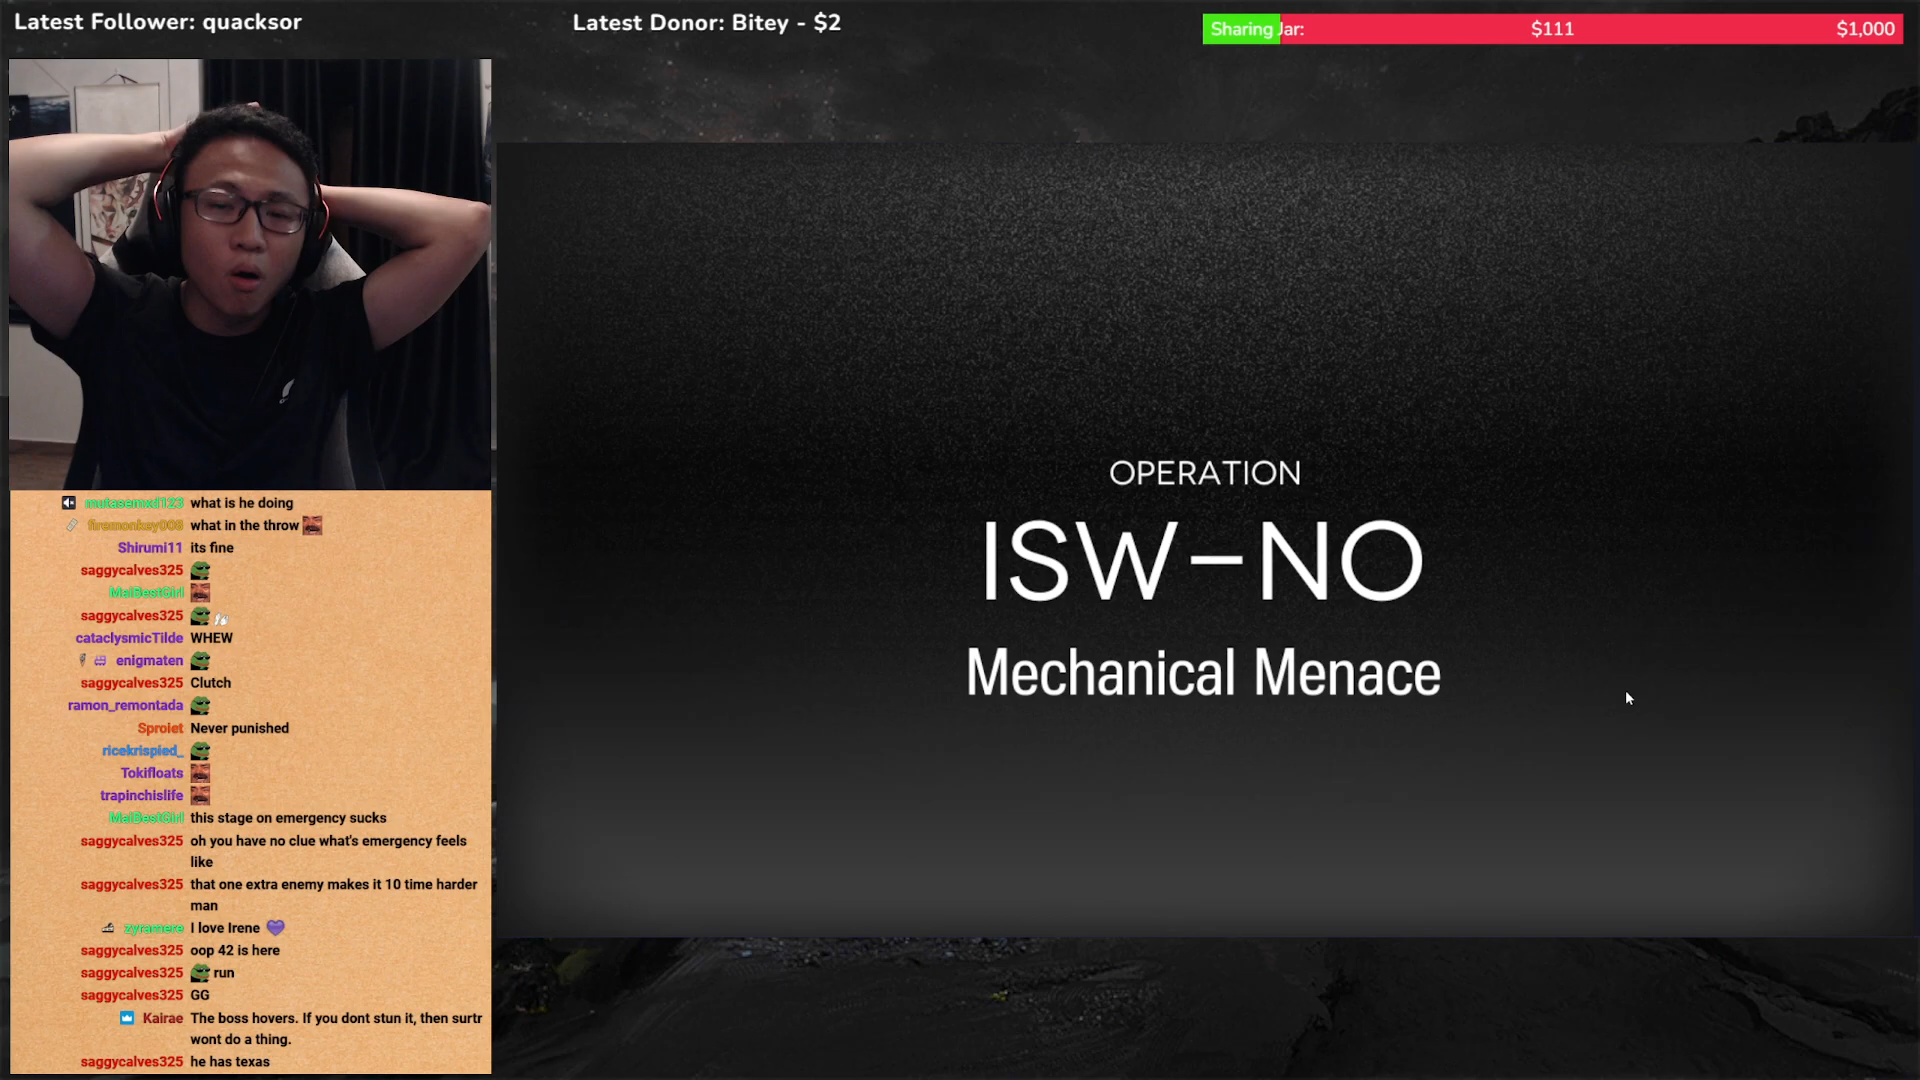 Latest Follower: quacksor
Latest Donor: Bitey - $2
Sharing Jar: $111 $1,000
mutasemxd123 what is he doing
firemonkey006 what in the throw
Shirumi11 its fine
saggycalves325
MaiBestGirl
saggycalves325
cataclysmicTilde WHEW
enigmaten
saggycalves325 Clutch
ramon_remontada
Sproiet Never punished
ricekrispied_
Tokifloats
trapinchislife
MaiBestGirl this stage on emergency sucks
saggycalves325 oh you have no clue what's emergency feels
like
saggycalves325 that one extra enemy makes it 10 time harder
man
zyramere I love Irene
saggycalves325 oop 42 is here
saggycalves325 run
saggycalves325 GG
Kairae The boss hovers. If you dont stun it, then surtr
wont do a thing.
saggycalves325 he has texas
OPERATION
ISW-NO
Mechanical Menace